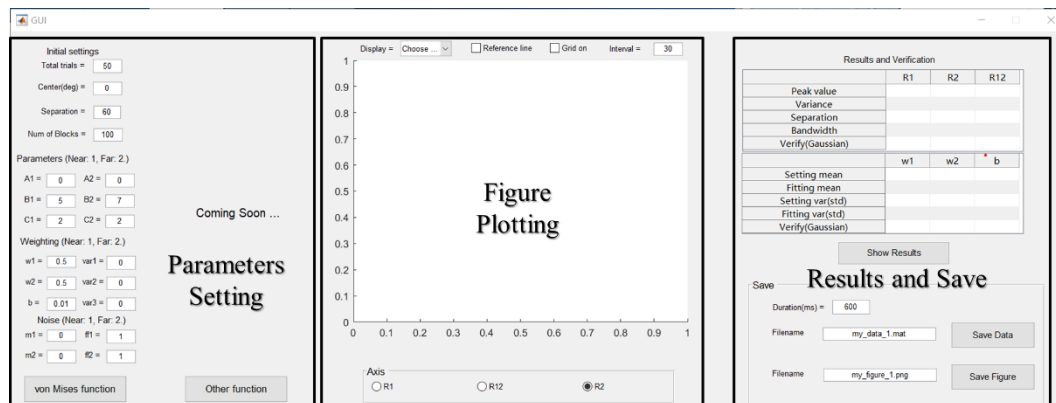 GUI
Initial settings
Total trials = 50
Center(deg) = 0
Separation = 60
Num of Blocks = 100
Parameters (Near: 1, Far: 2.)
A1 = 0 A2 = 0
B1 = 5 B2 = 7
C1 = 2 C2 = 2
Weighting (Near: 1, Far: 2.)
w1 = 0.5 var1 = 0
w2 = 0.5 var2 = 0
b = 0.01 var3 = 0
Noise (Near: 1, Far: 2.)
m1 = 0 ff1 = 1
m2 = 0 ff2 = 1
von Mises function
Other function
Coming Soon ...
Parameters
Setting
Display = Choose ... Reference line Grid on Interval = 30
1
0.9
0.8
0.7
0.6
0.5
0.4
0.3
0.2
0.1
0
0 0.1 0.2 0.3 0.4 0.5 0.6 0.7 0.8 0.9 1
Figure
Plotting
Axis
R1 R12 R2
Results and Verification
R1 R2 R12
Peak value
Variance
Separation
Bandwidth
Verify(Gaussian)
w1 w2 b
Setting mean
Fitting mean
Setting var(std)
Fitting var(std)
Verify(Gaussian)
Show Results
Results and Save
Save
Duration(ms) = 600
Filename my_data_1.mat Save Data
Filename my_figure_1.png Save Figure